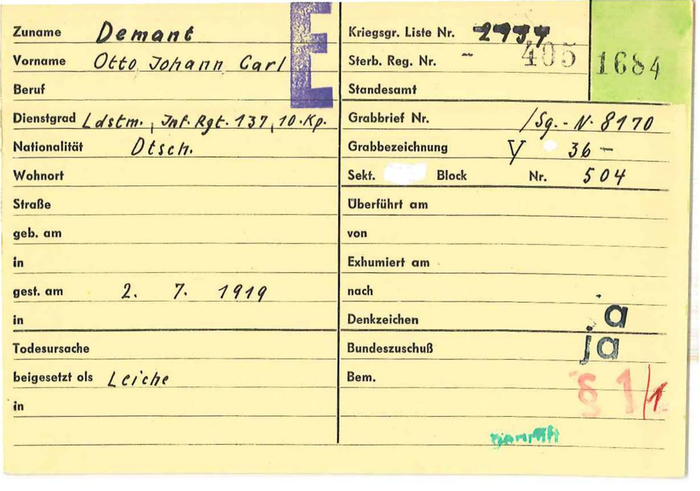 E
Zuname Demant
Vorname Otto Johann Carl
Beruf
Dienstgrad Ldstm., Inf. Rgt. 137, 10. Kp.
Nationalität Dtsch.
Wohnort
Straße
geb. am
in
gest. am 2. 7. 1919
in
Todesursache
beigesetzt als Leiche
in
Kriegsgr. Liste Nr.
Sterb. Reg. Nr. - 405
1684
Standesamt
Grabbrief Nr. /Sg.-N. 8170
Grabbezeichnung Y 36 -
Sekt. Block Nr. 504
Überführt am
von
Exhumiert am
nach
Denkzeichen ja
Bundeszuschuß ja
Bem. § 1/1